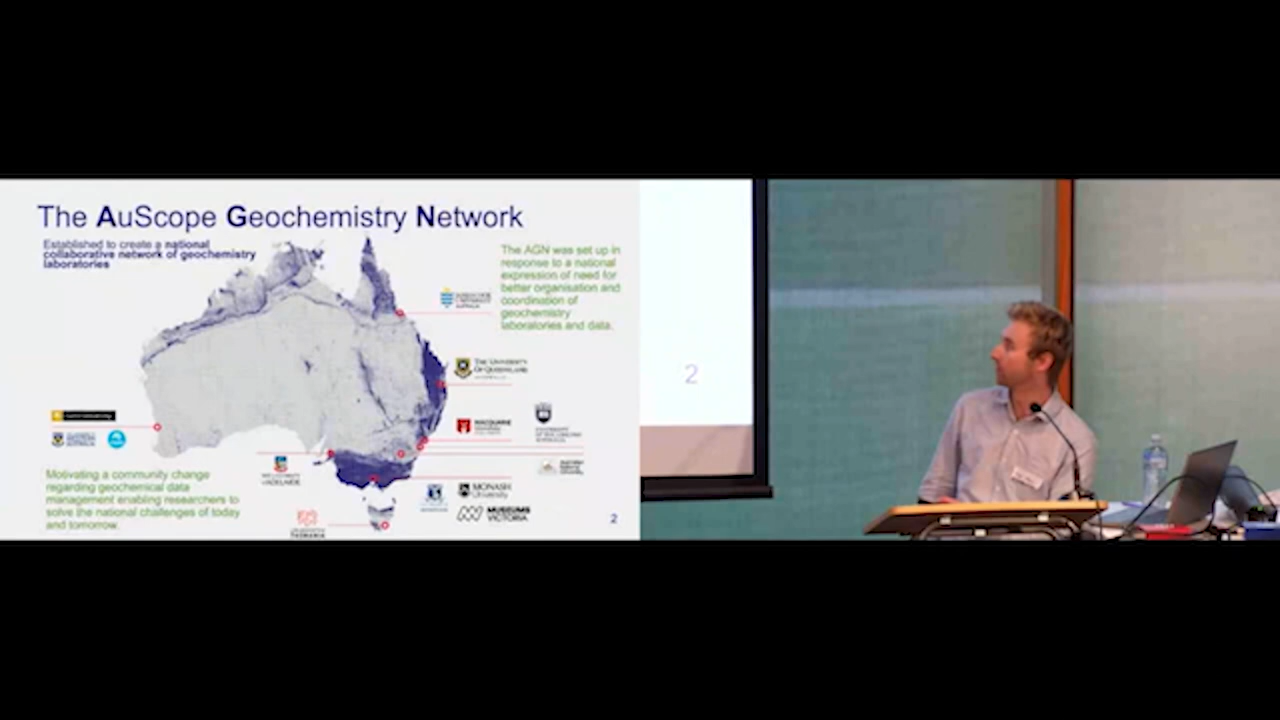 The AuScope Geochemistry Network
Established to create a national
collaborative network of geochemistry
laboratories
The AGN was set up in
response to a national
expression of need for
better organisation and
coordination of
geochemistry
laboratories and data.
THE UNIVERSITY
OF QUEENSLAND
MACQUARIE
MONASH
University
MUSEUMS
VICTORIA
Motivating a community change
regarding geochemical data
management enabling researchers to
solve the national challenges of today
and tomorrow.
2
2